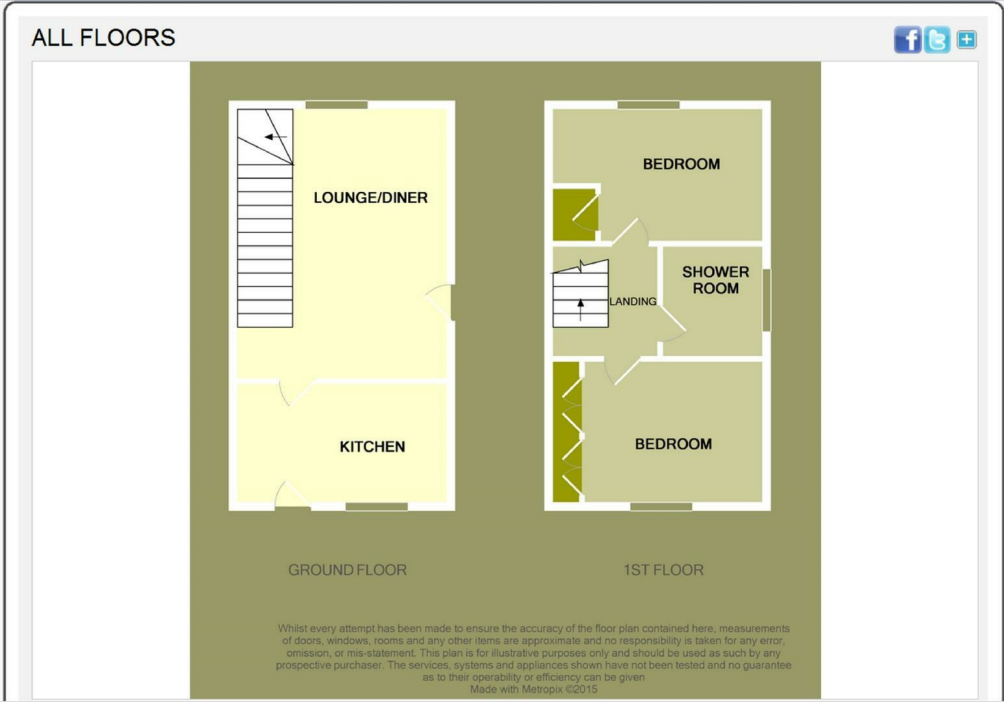 ALL FLOORS
LOUNGE/DINER
KITCHEN
BEDROOM
SHOWER
ROOM
LANDING
BEDROOM
GROUND FLOOR
1ST FLOOR
Whilst every attempt has been made to ensure the accuracy of the floor plan contained here, measurements
of doors, windows, rooms and any other items are approximate and no responsibility is taken for any error,
omission, or mis-statement. This plan is for illustrative purposes only and should be used as such by any
prospective purchaser. The services, systems and appliances shown have not been tested and no guarantee
as to their operability or efficiency can be given
Made with Metropix ©2015